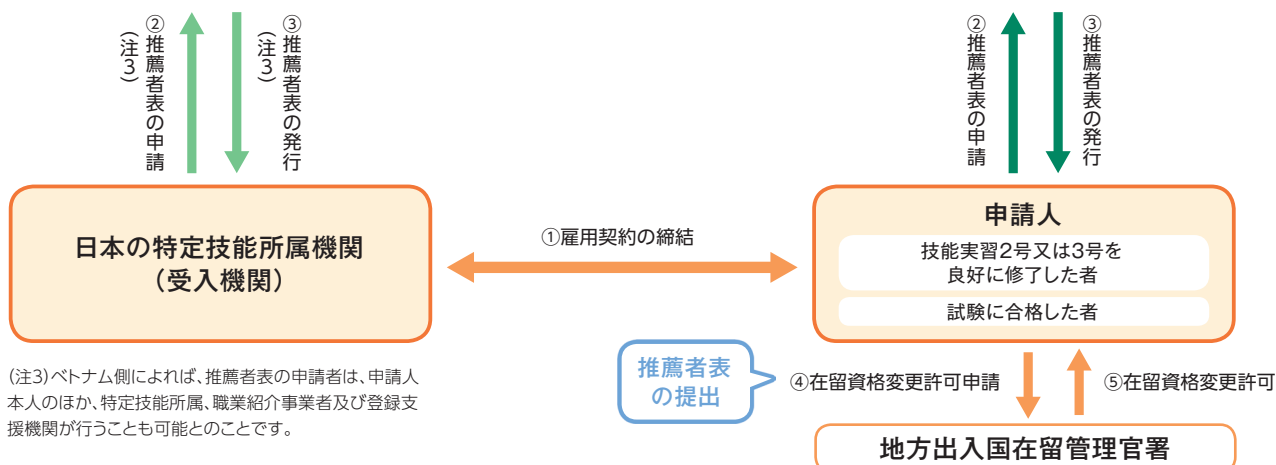 ②推薦者表の申請
(注3)
③推薦者表の発行
(注3)
②推薦者表の申請
③推薦者表の発行
日本の特定技能所属機関
(受入機関)
①雇用契約の締結
申請人
技能実習2号又は3号を
良好に修了した者
試験に合格した者
(注3)ベトナム側によれば、推薦者表の申請者は、申請人
本人のほか、特定技能所属、職業紹介事業者及び登録支
援機関が行うことも可能とのことです。
推薦者表
の提出
④在留資格変更許可申請
⑤在留資格変更許可
地方出入国在留管理官署